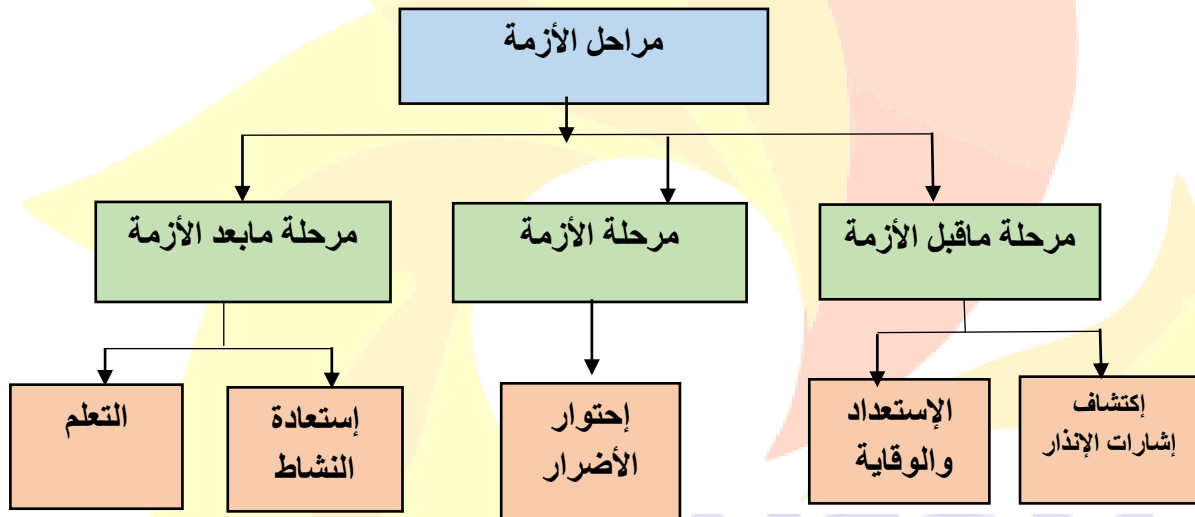 مراحل الأزمة
مرحلة ماقبل الأزمة
مرحلة الأزمة
مرحلة مابعد الأزمة
إكتشاف
إشارات الإنذار
الإستعداد
والوقاية
إحتوار
الأضرار
إستعادة
النشاط
التعلم